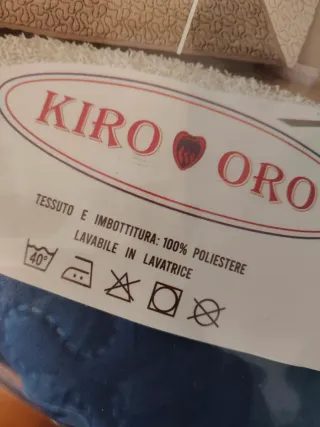 KIRO ORO
TESSUTO E IMBOTTITURA: 100% POLIESTERE
LAVABILE IN LAVATRICE
40°